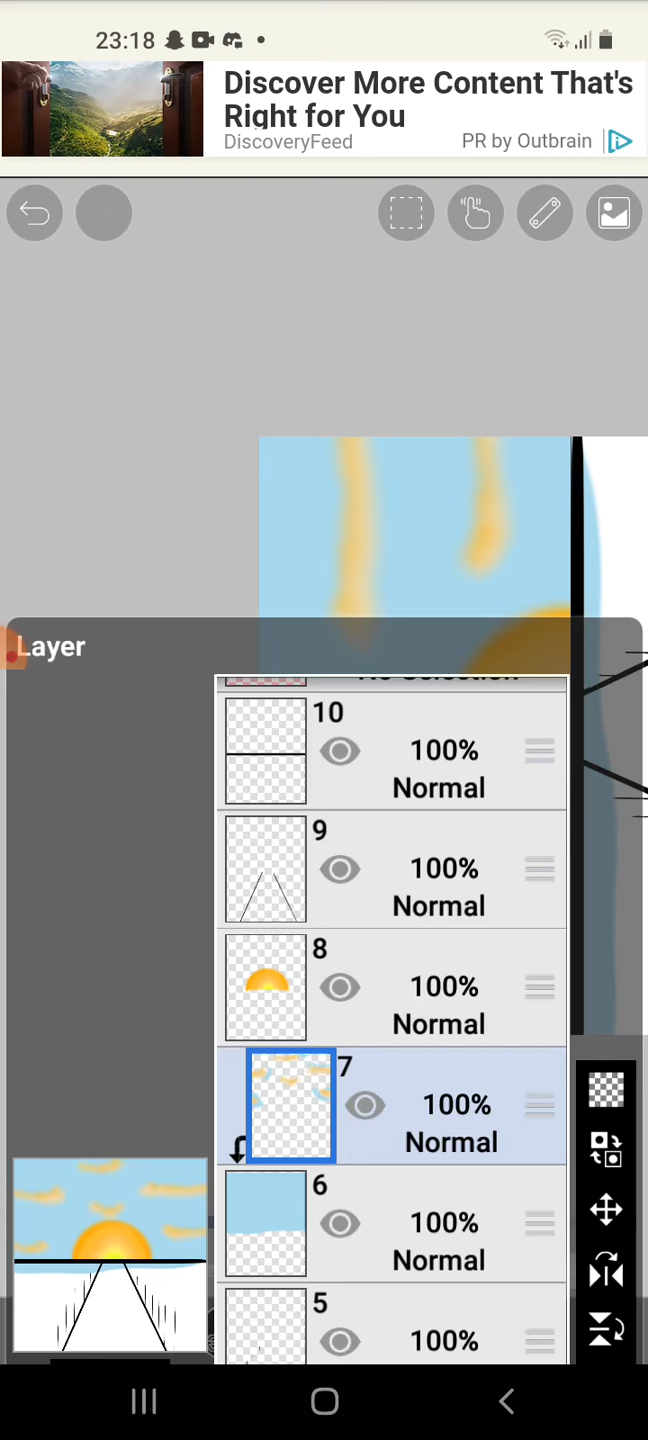 23:18
Discover More Content That's
Right for You
DiscoveryFeed
PR by Outbrain
Layer
10
100%
Normal
9
100%
Normal
8
100%
Normal
7
100%
Normal
6
100%
Normal
5
100%